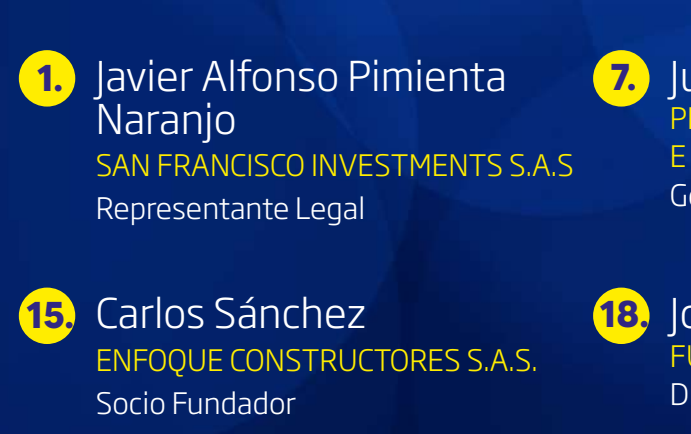 1. Javier Alfonso Pimienta
Naranjo
SAN FRANCISCO INVESTMENTS S.A.S
Representante Legal
15. Carlos Sánchez
ENFOQUE CONSTRUCTORES S.A.S.
Socio Fundador
7.
E
18.